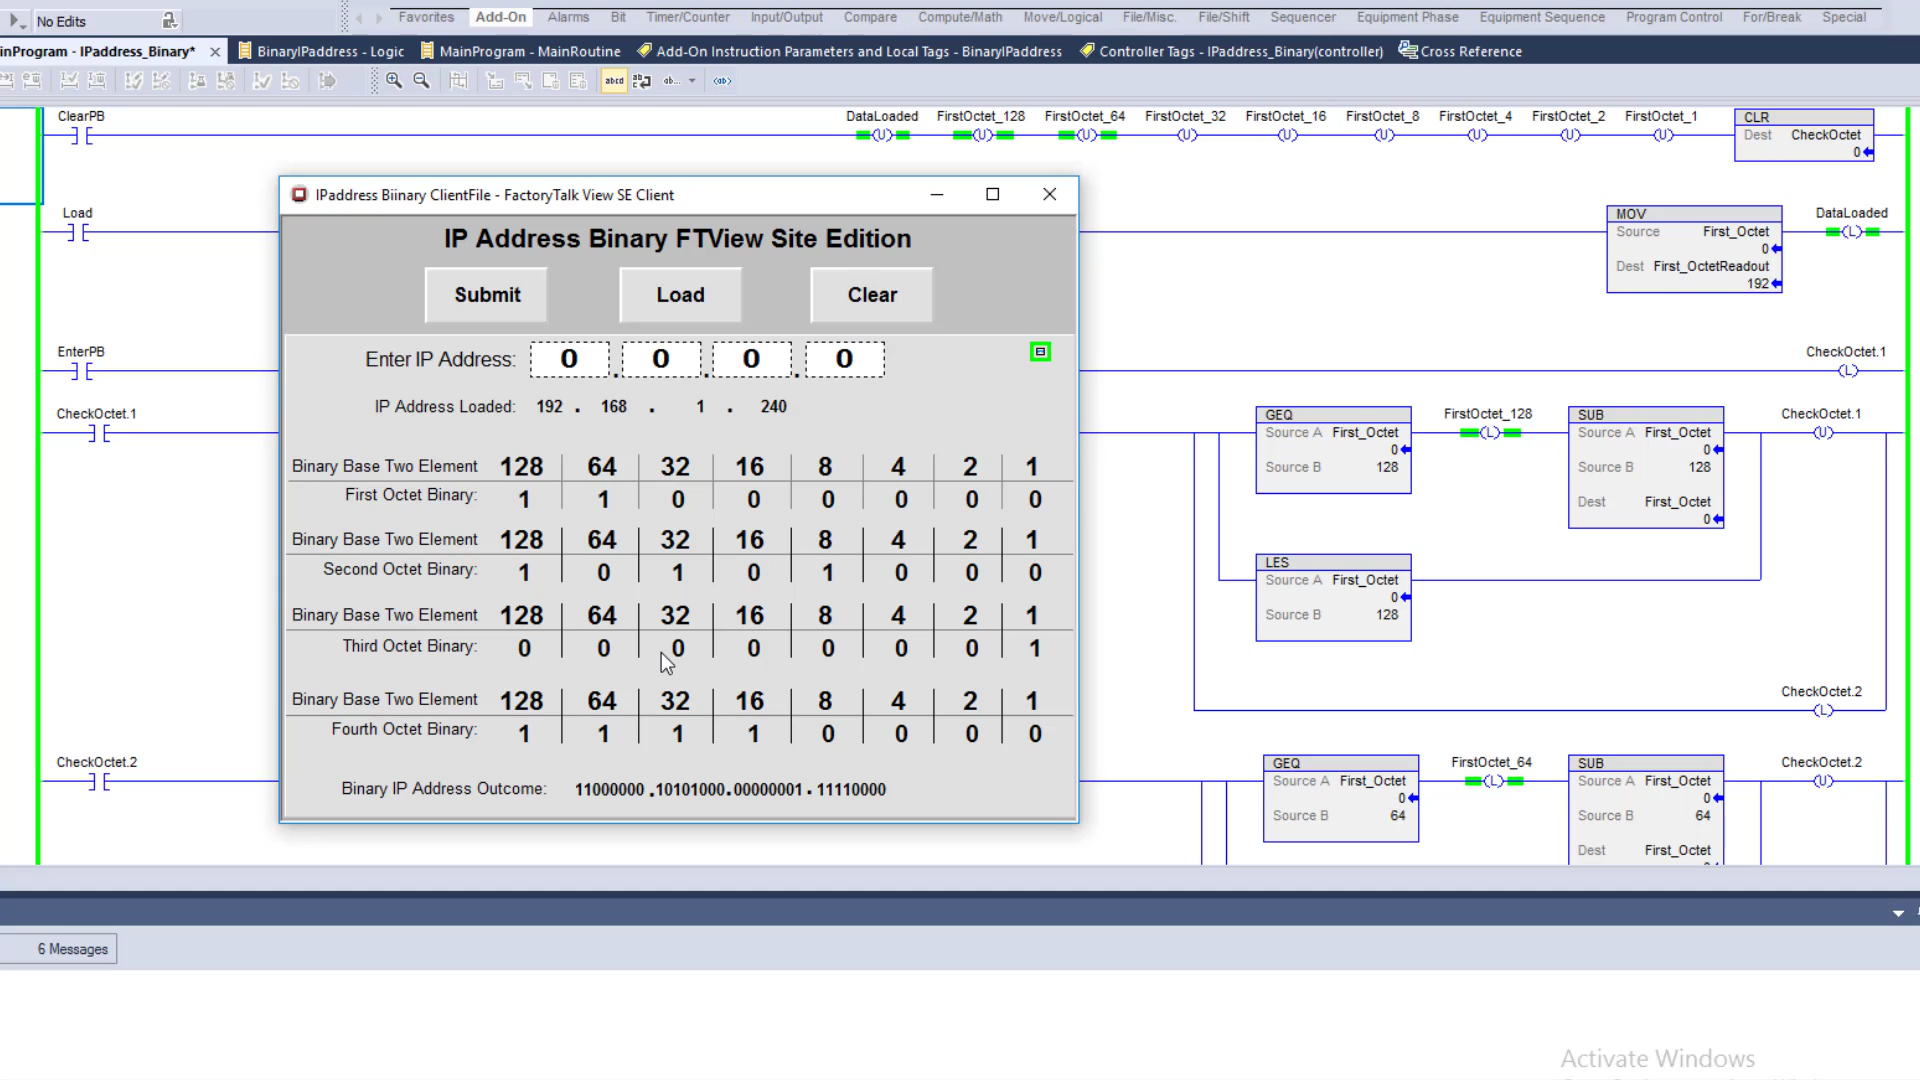 No Edits
Favorites Add-On Alarms Bit Timer/Counter Input/Output Compare Compute/Math Move/Logical File/Misc. File/Shift Sequencer Equipment Phase Equipment Sequence Program Control For/Break Special
inProgram - IPaddress_Binary* BinaryIPaddress - Logic MainProgram - MainRoutine Add-On Instruction Parameters and Local Tags - BinaryIPaddress Controller Tags - IPaddress_Binary(controller) Cross Reference
abcd ab... <ab>
ClearPB DataLoaded FirstOctet_128 FirstOctet_64 FirstOctet_32 FirstOctet_16 FirstOctet_8 FirstOctet_4 FirstOctet_2 FirstOctet_1 CLR
U U U U U U U U U Dest CheckOctet
0
Load MOV DataLoaded
Source First_Octet L
0
Dest First_OctetReadout
192
EnterPB CheckOctet.1
L
CheckOctet.1 GEQ FirstOctet_128 SUB CheckOctet.1
Source A First_Octet L Source A First_Octet U
0 0
Source B 128 Source B 128
Dest First_Octet
0
LES
Source A First_Octet
0
Source B 128
CheckOctet.2
L
CheckOctet.2 GEQ FirstOctet_64 SUB CheckOctet.2
Source A First_Octet L Source A First_Octet U
0 0
Source B 64 Source B 64
Dest First_Octet
IPaddress Biinary ClientFile - FactoryTalk View SE Client
IP Address Binary FTView Site Edition
Submit Load Clear
Enter IP Address: 0 . 0 . 0 . 0
IP Address Loaded: 192 . 168 . 1 . 240
Binary Base Two Element 128 64 32 16 8 4 2 1
First Octet Binary: 1 1 0 0 0 0 0 0
Binary Base Two Element 128 64 32 16 8 4 2 1
Second Octet Binary: 1 0 1 0 1 0 0 0
Binary Base Two Element 128 64 32 16 8 4 2 1
Third Octet Binary: 0 0 0 0 0 0 0 1
Binary Base Two Element 128 64 32 16 8 4 2 1
Fourth Octet Binary: 1 1 1 1 0 0 0 0
Binary IP Address Outcome: 11000000 .10101000.00000001 . 11110000
6 Messages
Activate Windows